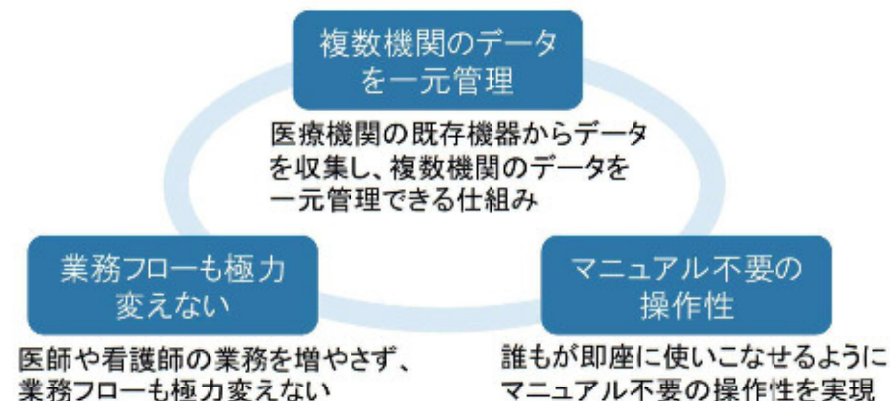 複数機関のデータ
を一元管理
医療機関の既存機器からデータ
を収集し、複数機関のデータを
一元管理できる仕組み
業務フローも極力
変えない
医師や看護師の業務を増やさず、
業務フローも極力変えない
マニュアル不要の
操作性
誰もが即座に使いこなせるように
マニュアル不要の操作性を実現